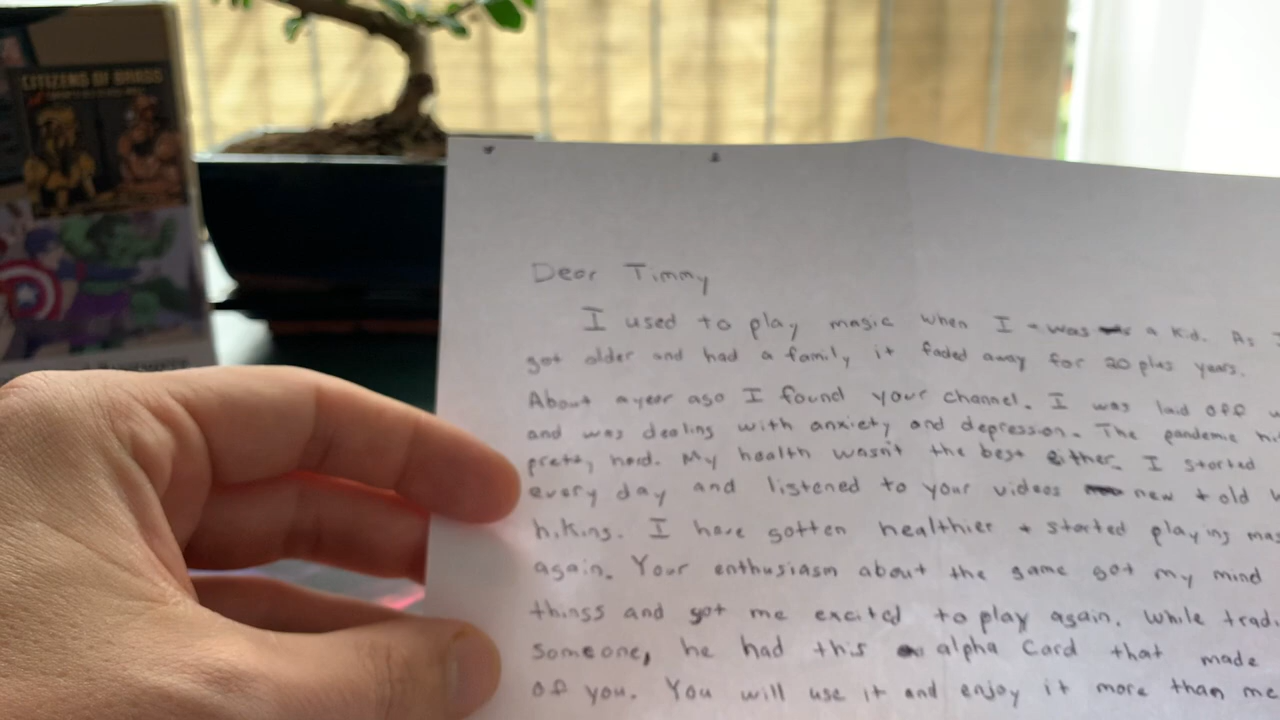 CITIZENS OF BRASS
Dear Timmy
I used to play magic when I was a kid. As I
got older and had a family it faded away for 20 plus years.
About a year ago I found your channel. I was laid off
and was dealing with anxiety and depression. The pandemic hi
pretty hard. My health wasn't the best either. I started
every day and listened to your videos new + old
hiking. I have gotten healthier + started playing mag
again. Your enthusiasm about the game got my mind
things and got me excited to play again. While tradi
someone, he had this alpha Card that made
of you. You will use it and enjoy it more than me